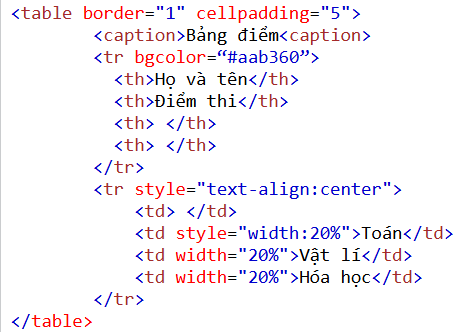 <table border="1" cellpadding="5">
<caption>Bảng điểm<caption>
<tr bgcolor=“#aab360”>
<th>Họ và tên</th>
<th>Điểm thi</th>
<th> </th>
<th> </th>
</tr>
<tr style="text-align:center">
<td> </td>
<td style="width:20%">Toán</td>
<td width="20%">Vật lí</td>
<td width="20%">Hóa học</td>
</tr>
</table>